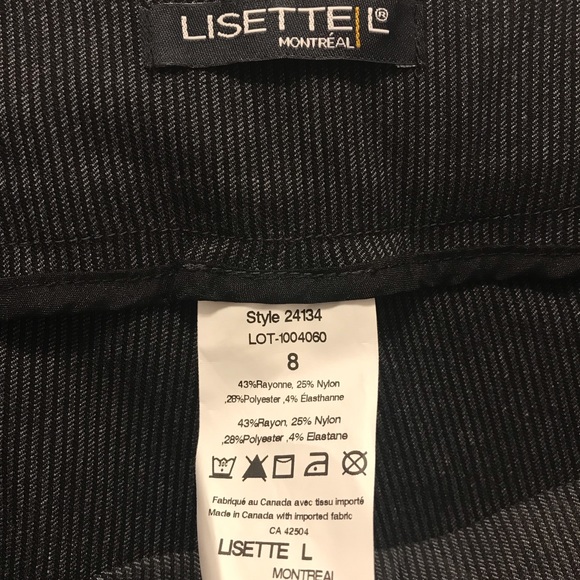 LISETTE L®
MONTRÉAL
Style 24134
LOT-1004060
8
43%Rayonne, 25% Nylon
,28%Polyester ,4% Élasthanne
43%Rayon, 25% Nylon
,28%Polyester ,4% Elastane
Fabriqué au Canada avec tissu importé
Made in Canada with imported fabric
CA 42504
LISETTE L
MONTREAL